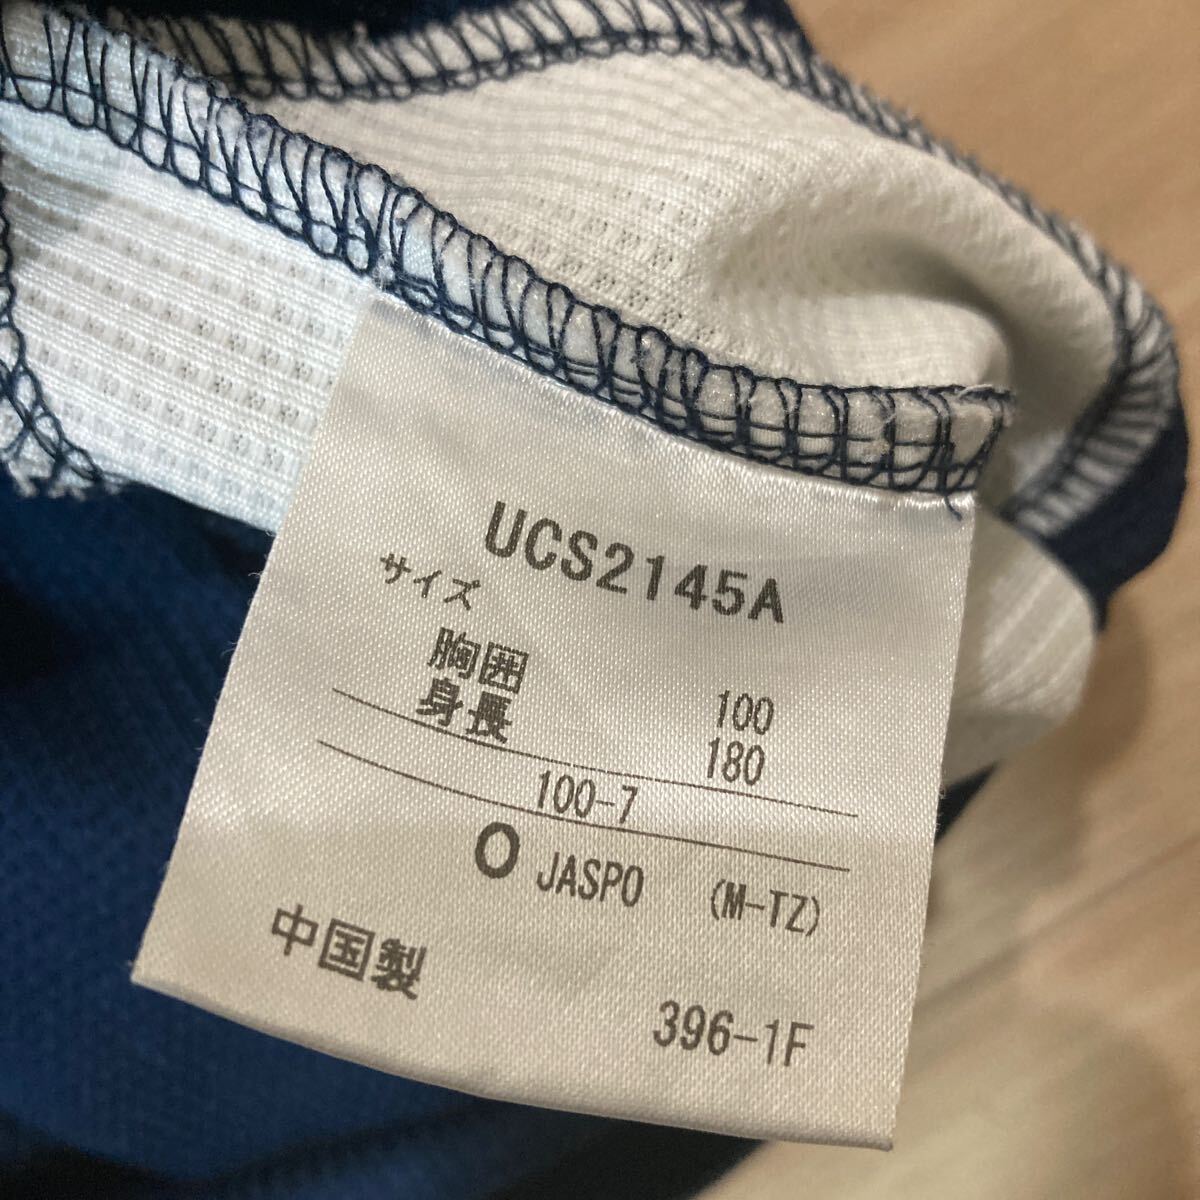 UCS2145A
サイズ
胸囲 100
身長 180
100-7
O JASPO (M-TZ)
中国製
396-1F